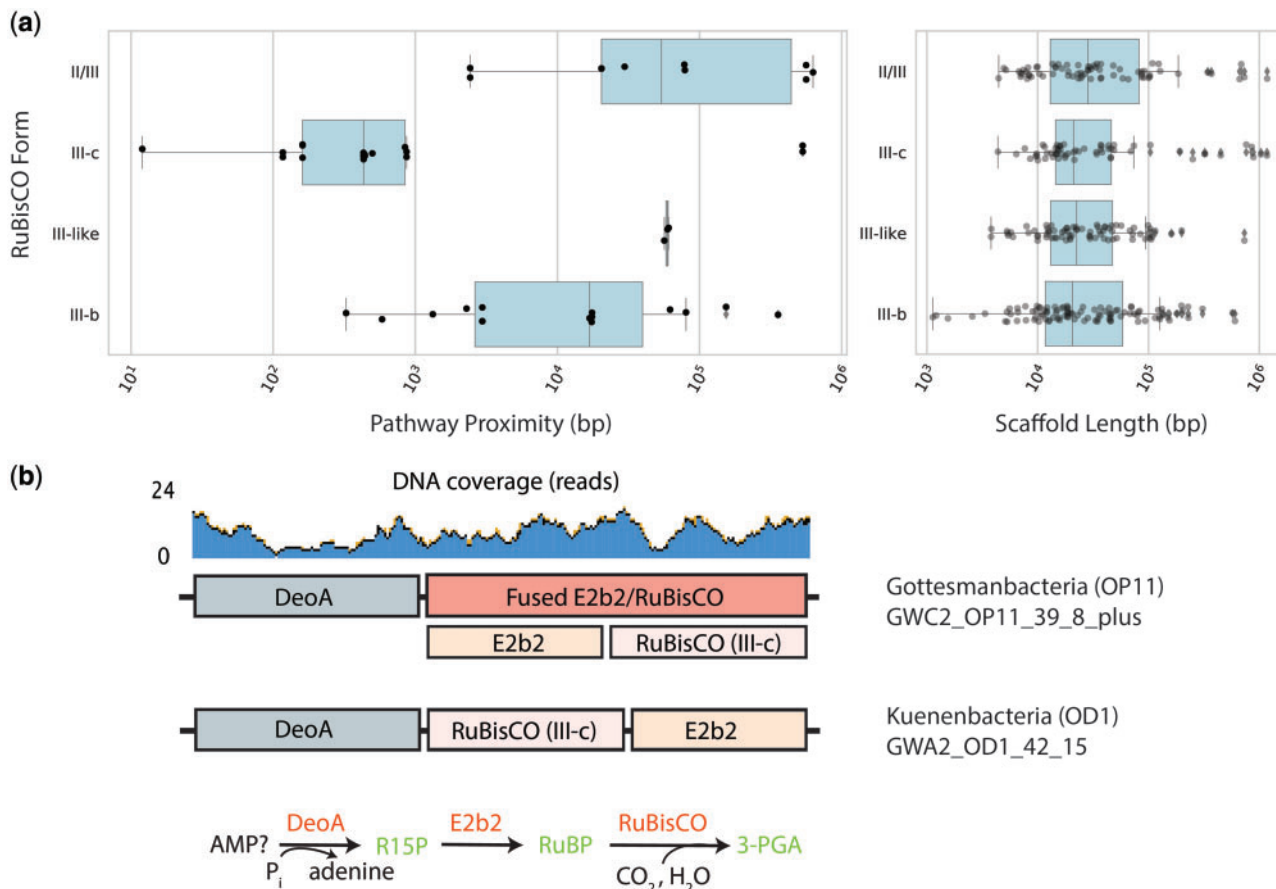 (a)
RuBisCO Form
II/III
III-c
III-like
III-b
10¹ 10² 10³ 10⁴ 10⁵ 10⁶
Pathway Proximity (bp)
II/III
III-c
III-like
III-b
10³ 10⁴ 10⁵ 10⁶
Scaffold Length (bp)
(b)
DNA coverage (reads)
24
0
DeoA Fused E2b2/RuBisCO
E2b2 RuBisCO (III-c)
Gottesmanbacteria (OP11)
GWC2_OP11_39_8_plus
DeoA RuBisCO (III-c) E2b2
Kuenenbacteria (OD1)
GWA2_OD1_42_15
DeoA E2b2 RuBisCO
AMP? R15P RuBP 3-PGA
Pᵢ adenine CO₂, H₂O